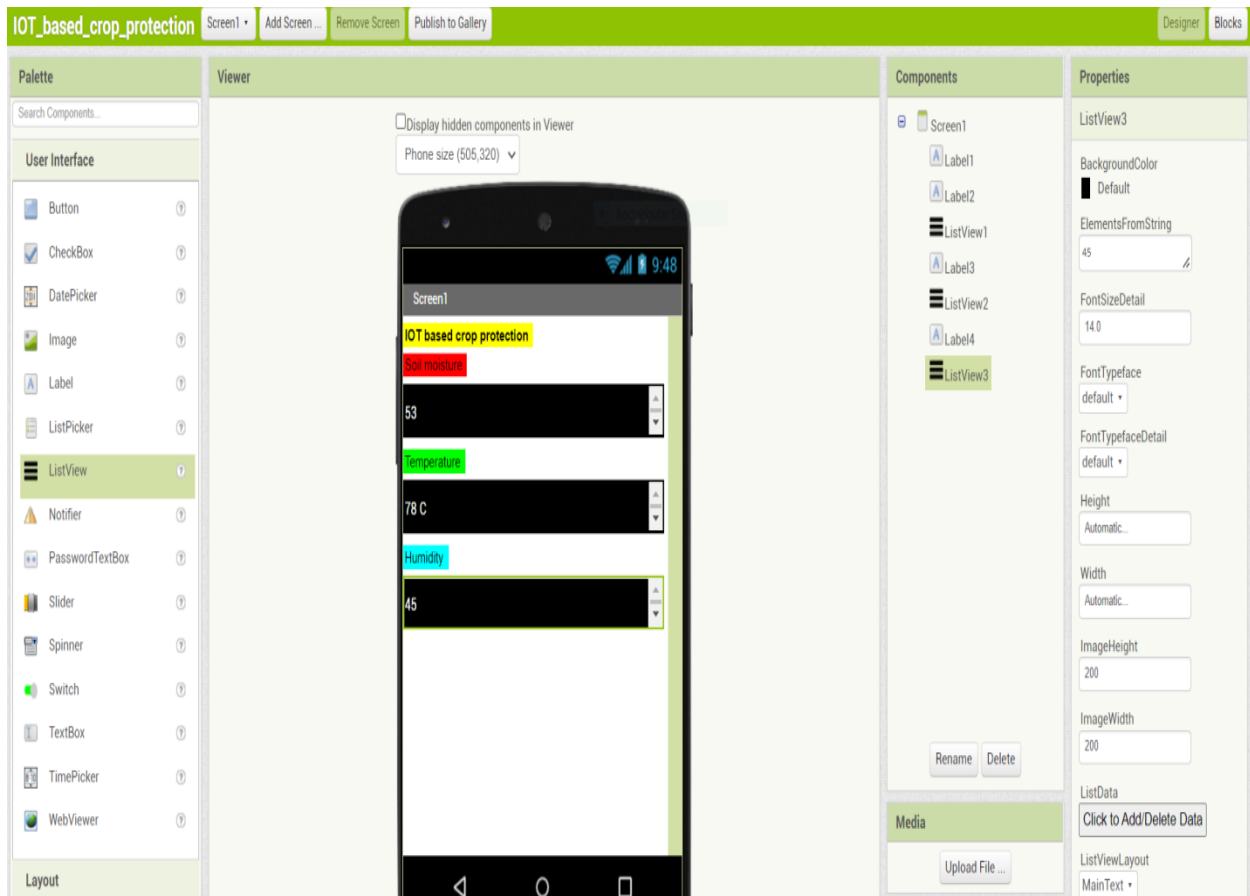 IOT_based_crop_protection
Screen1
Add Screen ...
Remove Screen
Publish to Gallery
Designer
Blocks
Palette
Search Components...
User Interface
Button
CheckBox
DatePicker
Image
Label
ListPicker
ListView
Notifier
PasswordTextBox
Slider
Spinner
Switch
TextBox
TimePicker
WebViewer
Layout
Viewer
Display hidden components in Viewer
Phone size (505,320)
9:48
Screen1
IOT based crop protection
Soil moisture
53
Temperature
78 C
Humidity
45
Components
Screen1
Label1
Label2
ListView1
Label3
ListView2
Label4
ListView3
Rename
Delete
Media
Upload File ...
Properties
ListView3
BackgroundColor
Default
ElementsFromString
45
FontSizeDetail
14.0
FontTypeface
default
FontTypefaceDetail
default
Height
Automatic...
Width
Automatic...
ImageHeight
200
ImageWidth
200
ListData
Click to Add/Delete Data
ListViewLayout
MainText